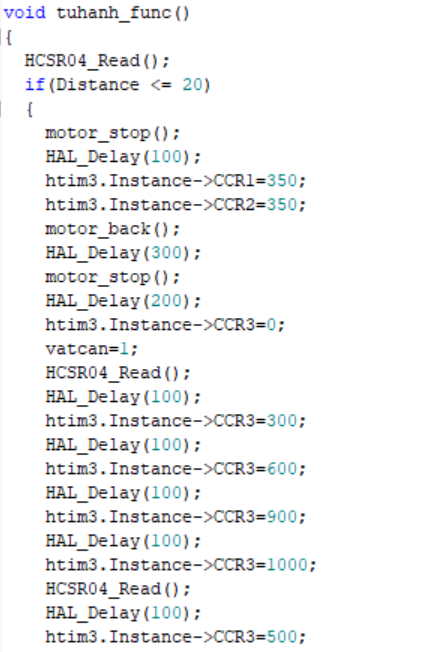 void tuhanh_func()
{
HCSR04_Read();
if(Distance <= 20)
{
motor_stop();
HAL_Delay(100);
htim3.Instance->CCR1=350;
htim3.Instance->CCR2=350;
motor_back();
HAL_Delay(300);
motor_stop();
HAL_Delay(200);
htim3.Instance->CCR3=0;
vatcan=1;
HCSR04_Read();
HAL_Delay(100);
htim3.Instance->CCR3=300;
HAL_Delay(100);
htim3.Instance->CCR3=600;
HAL_Delay(100);
htim3.Instance->CCR3=900;
HAL_Delay(100);
htim3.Instance->CCR3=1000;
HCSR04_Read();
HAL_Delay(100);
htim3.Instance->CCR3=500;